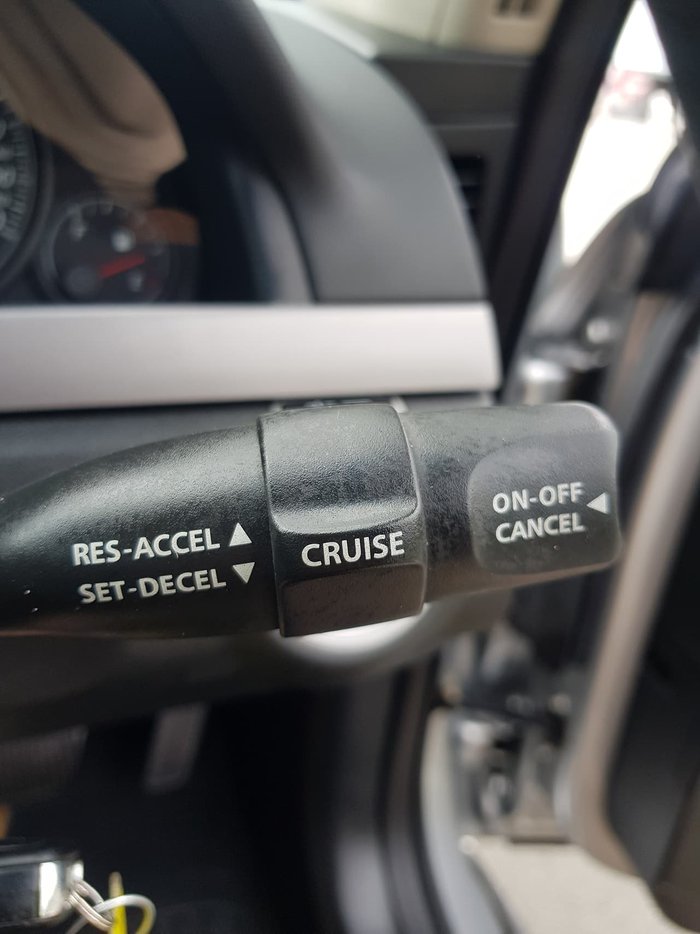 RES-ACCEL ▲
SET-DECEL ▼
CRUISE
ON-OFF ◀
CANCEL